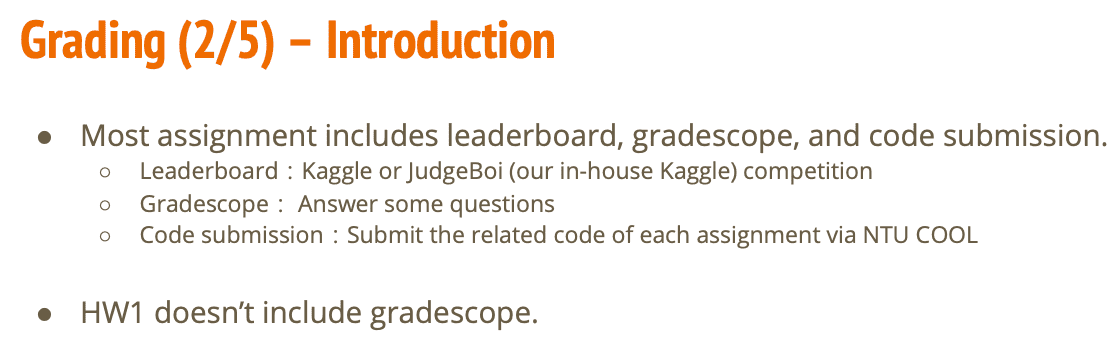 Grading (2/5) – Introduction
● Most assignment includes leaderboard, gradescope, and code submission.
○ Leaderboard：Kaggle or JudgeBoi (our in-house Kaggle) competition
○ Gradescope： Answer some questions
○ Code submission：Submit the related code of each assignment via NTU COOL
● HW1 doesn’t include gradescope.